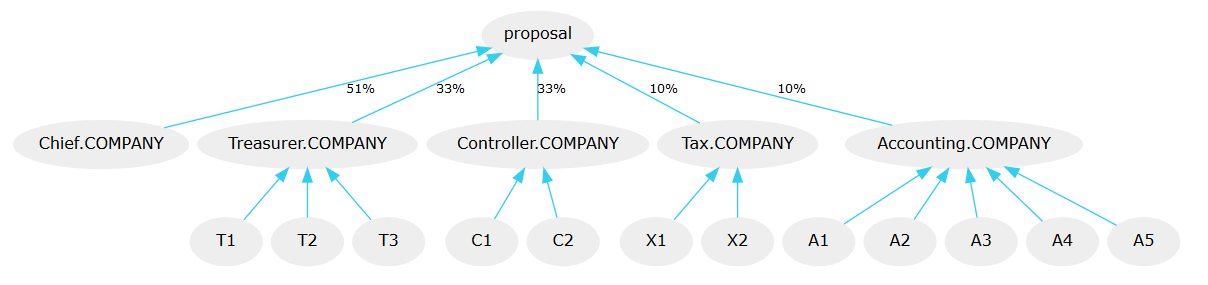 proposal
51%
33%
33%
10%
10%
Chief.COMPANY
Treasurer.COMPANY
Controller.COMPANY
Tax.COMPANY
Accounting.COMPANY
T1
T2
T3
C1
C2
X1
X2
A1
A2
A3
A4
A5